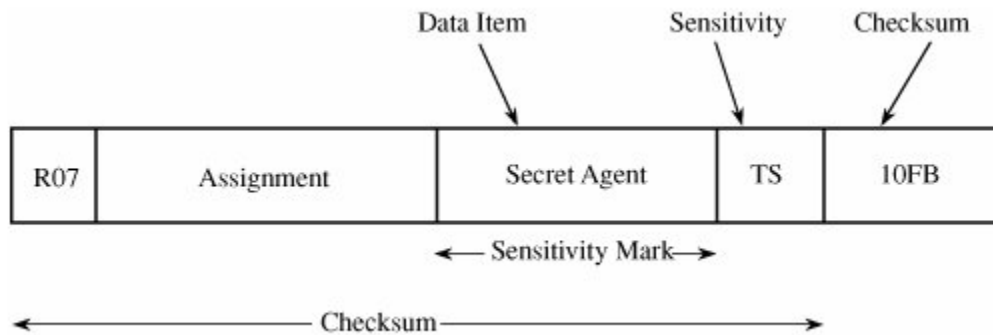 Data Item Sensitivity Checksum
R07 Assignment Secret Agent TS 10FB
Sensitivity Mark
Checksum